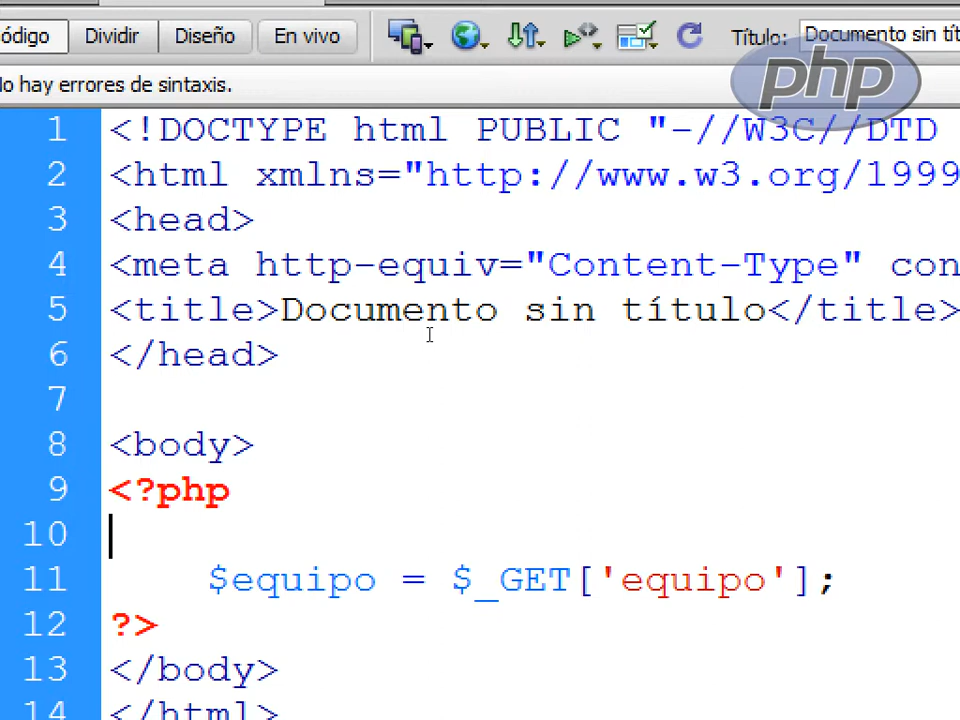 ódigo Dividir Diseño En vivo Título: Documento sin tít
php
o hay errores de sintaxis.
1 <!DOCTYPE html PUBLIC "-//W3C//DTD
2 <html xmlns="http://www.w3.org/1999
3 <head>
4 <meta http-equiv="Content-Type" con
5 <title>Documento sin título</title>
6 </head>
7
8 <body>
9 <?php
10
11 $equipo = $_GET['equipo'];
12 ?>
13 </body>
14 </html>